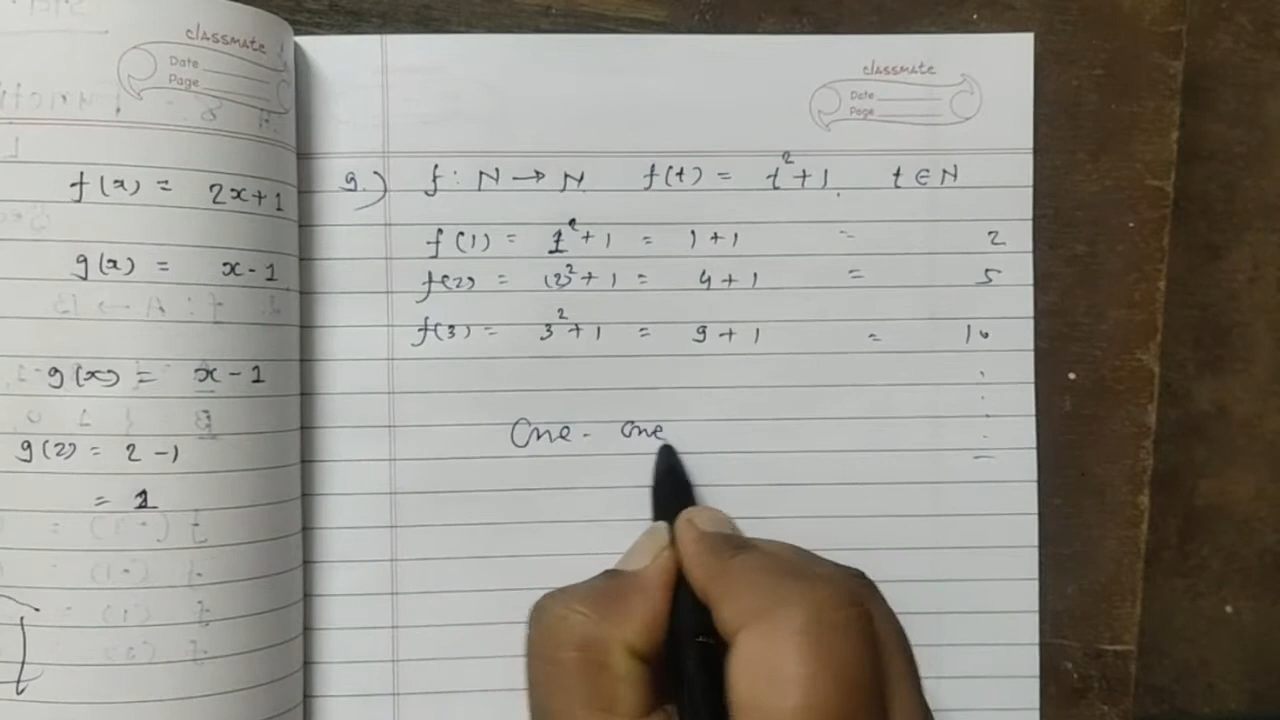 classmate
Date
Page
f(x) = 2x+1
g(x) = x-1
g(x) = x-1
g(2) = 2-1
= 1
classmate
Date
Page
9.) f : N → N f(t) = t²+1, t ∈ N
f(1) = 1²+1 = 1+1 = 2
f(2) = (2)²+1 = 4+1 = 5
f(3) = 3²+1 = 9+1 = 10
One - One